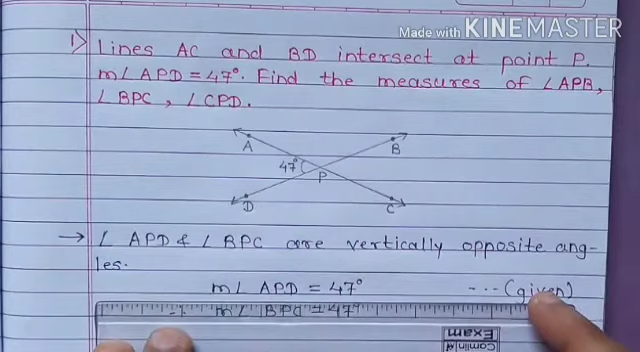 Made with KINEMASTER
1) Lines AC and BD intersect at point P.
m∠APD = 47°. Find the measures of ∠APB,
∠BPC, ∠CPD.
A
B
47°
P
D
C
→ ∠ APD & ∠ BPC are vertically opposite ang-
les.
m∠ APD = 47° --- (given)
m∠ BPC = 47°
Exam